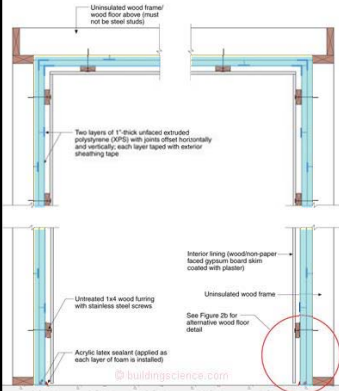 Uninsulated wood frame/
wood floor above (must
not be steel studs)
Two layers of 1"-thick unfaced extruded
polystyrene (XPS) with joints offset horizontally
and vertically; each layer taped with exterior
sheathing tape
Interior lining (wood/non-paper
faced gypsum board skim
coated with plaster)
Untreated 1x4 wood furring
with stainless steel screws
Uninsulated wood frame
See Figure 2b for
alternative wood floor
detail
Acrylic latex sealant (applied as
each layer of foam is installed)
© buildingscience.com